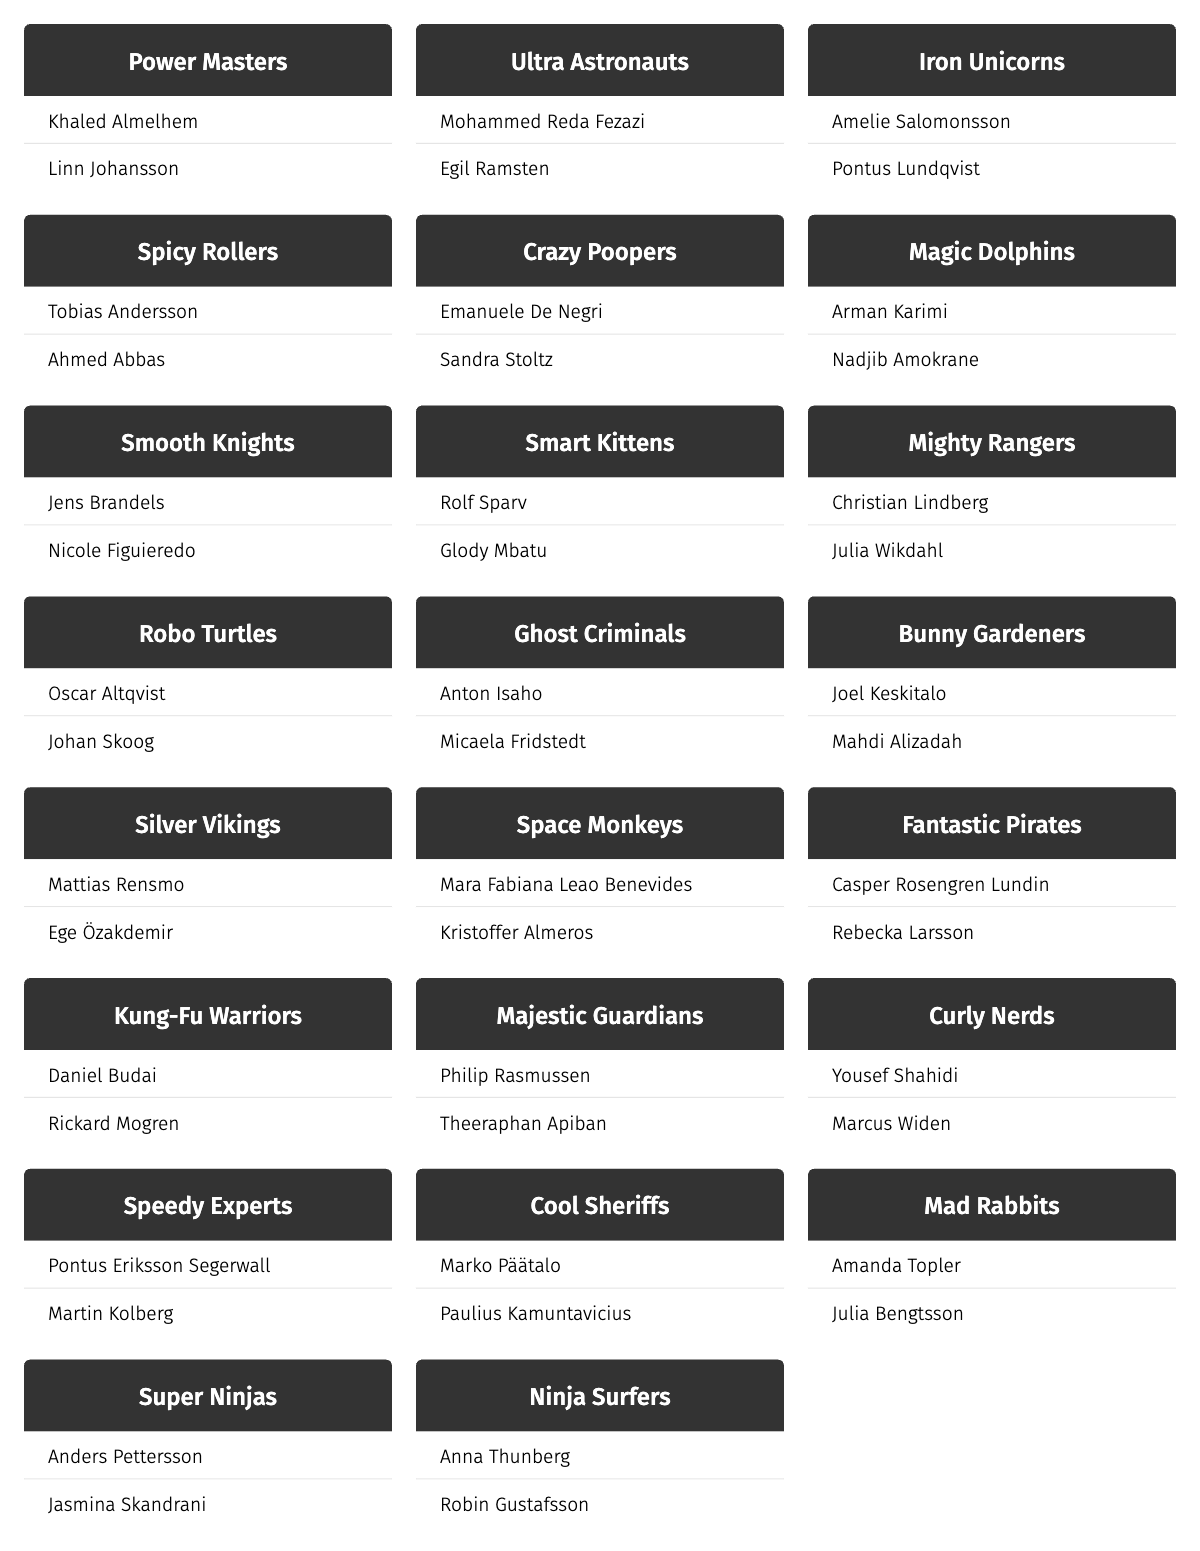 Power Masters
Khaled Almelhem
Linn Johansson
Ultra Astronauts
Mohammed Reda Fezazi
Egil Ramsten
Iron Unicorns
Amelie Salomonsson
Pontus Lundqvist
Spicy Rollers
Tobias Andersson
Ahmed Abbas
Crazy Poopers
Emanuele De Negri
Sandra Stoltz
Magic Dolphins
Arman Karimi
Nadjib Amokrane
Smooth Knights
Jens Brandels
Nicole Figuieredo
Smart Kittens
Rolf Sparv
Glody Mbatu
Mighty Rangers
Christian Lindberg
Julia Wikdahl
Robo Turtles
Oscar Altqvist
Johan Skoog
Ghost Criminals
Anton Isaho
Micaela Fridstedt
Bunny Gardeners
Joel Keskitalo
Mahdi Alizadah
Silver Vikings
Mattias Rensmo
Ege Özakdemir
Space Monkeys
Mara Fabiana Leao Benevides
Kristoffer Almeros
Fantastic Pirates
Casper Rosengren Lundin
Rebecka Larsson
Kung-Fu Warriors
Daniel Budai
Rickard Mogren
Majestic Guardians
Philip Rasmussen
Theeraphan Apiban
Curly Nerds
Yousef Shahidi
Marcus Widen
Speedy Experts
Pontus Eriksson Segerwall
Martin Kolberg
Cool Sheriffs
Marko Päätalo
Paulius Kamuntavicius
Mad Rabbits
Amanda Topler
Julia Bengtsson
Super Ninjas
Anders Pettersson
Jasmina Skandrani
Ninja Surfers
Anna Thunberg
Robin Gustafsson